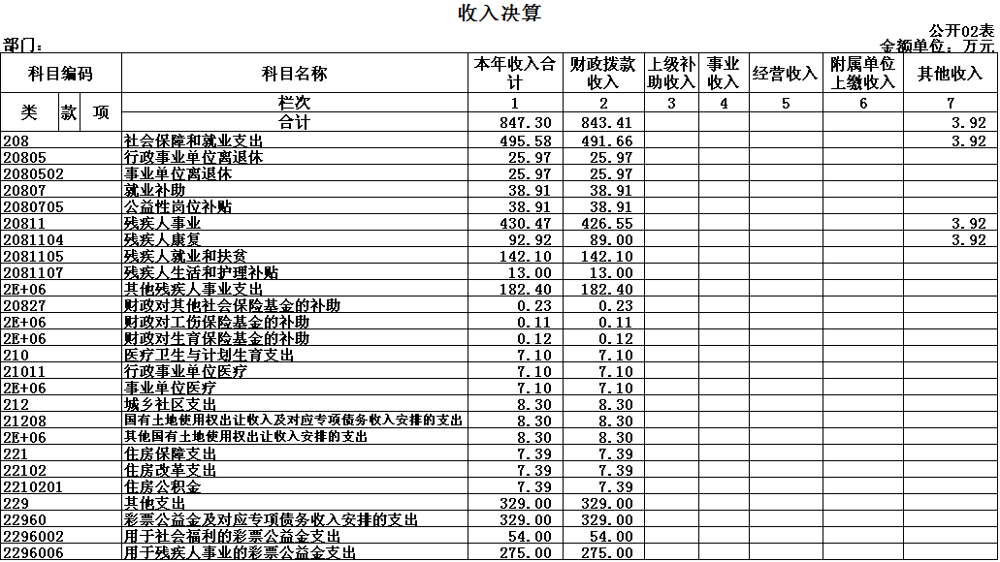 收入决算
公开02表
部门: 金额单位: 万元
科目编码 科目名称 本年收入合计 财政拨款收入 上级补助收入 事业收入 经营收入 附属单位上缴收入 其他收入
类 款 项 栏次 1 2 3 4 5 6 7
合计 847.30 843.41 3.92
208 社会保障和就业支出 495.58 491.66 3.92
20805 行政事业单位离退休 25.97 25.97
2080502 事业单位离退休 25.97 25.97
20807 就业补助 38.91 38.91
2080705 公益性岗位补贴 38.91 38.91
20811 残疾人事业 430.47 426.55 3.92
2081104 残疾人康复 92.92 89.00 3.92
2081105 残疾人就业和扶贫 142.10 142.10
2081107 残疾人生活和护理补贴 13.00 13.00
2E+06 其他残疾人事业支出 182.40 182.40
20827 财政对其他社会保险基金的补助 0.23 0.23
2E+06 财政对工伤保险基金的补助 0.11 0.11
2E+06 财政对生育保险基金的补助 0.12 0.12
210 医疗卫生与计划生育支出 7.10 7.10
21011 行政事业单位医疗 7.10 7.10
2E+06 事业单位医疗 7.10 7.10
212 城乡社区支出 8.30 8.30
21208 国有土地使用权出让收入及对应专项债务收入安排的支出 8.30 8.30
2E+06 其他国有土地使用权出让收入安排的支出 8.30 8.30
221 住房保障支出 7.39 7.39
22102 住房改革支出 7.39 7.39
2210201 住房公积金 7.39 7.39
229 其他支出 329.00 329.00
22960 彩票公益金及对应专项债务收入安排的支出 329.00 329.00
2296002 用于社会福利的彩票公益金支出 54.00 54.00
2296006 用于残疾人事业的彩票公益金支出 275.00 275.00